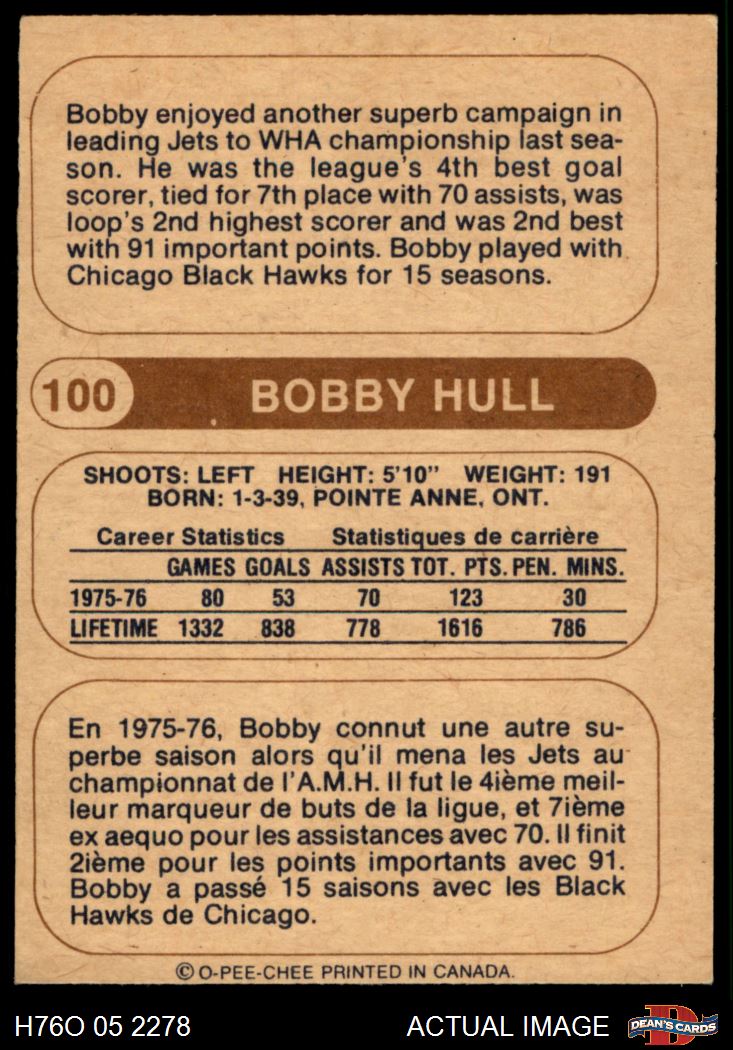 Bobby enjoyed another superb campaign in
leading Jets to WHA championship last sea-
son. He was the league's 4th best goal
scorer, tied for 7th place with 70 assists, was
loop's 2nd highest scorer and was 2nd best
with 91 important points. Bobby played with
Chicago Black Hawks for 15 seasons.
100 BOBBY HULL
SHOOTS: LEFT HEIGHT: 5'10" WEIGHT: 191
BORN: 1-3-39, POINTE ANNE, ONT.
Career Statistics Statistiques de carrière
GAMES GOALS ASSISTS TOT. PTS. PEN. MINS.
1975-76 80 53 70 123 30
LIFETIME 1332 838 778 1616 786
En 1975-76, Bobby connut une autre su-
perbe saison alors qu'il mena les Jets au
championnat de l'A.M.H. Il fut le 4ième meil-
leur marqueur de buts de la ligue, et 7ième
ex aequo pour les assistances avec 70. Il finit
2ième pour les points importants avec 91.
Bobby a passé 15 saisons avec les Black
Hawks de Chicago.
© O-PEE-CHEE PRINTED IN CANADA.
H76O 05 2278 ACTUAL IMAGE DEAN'S CARDS